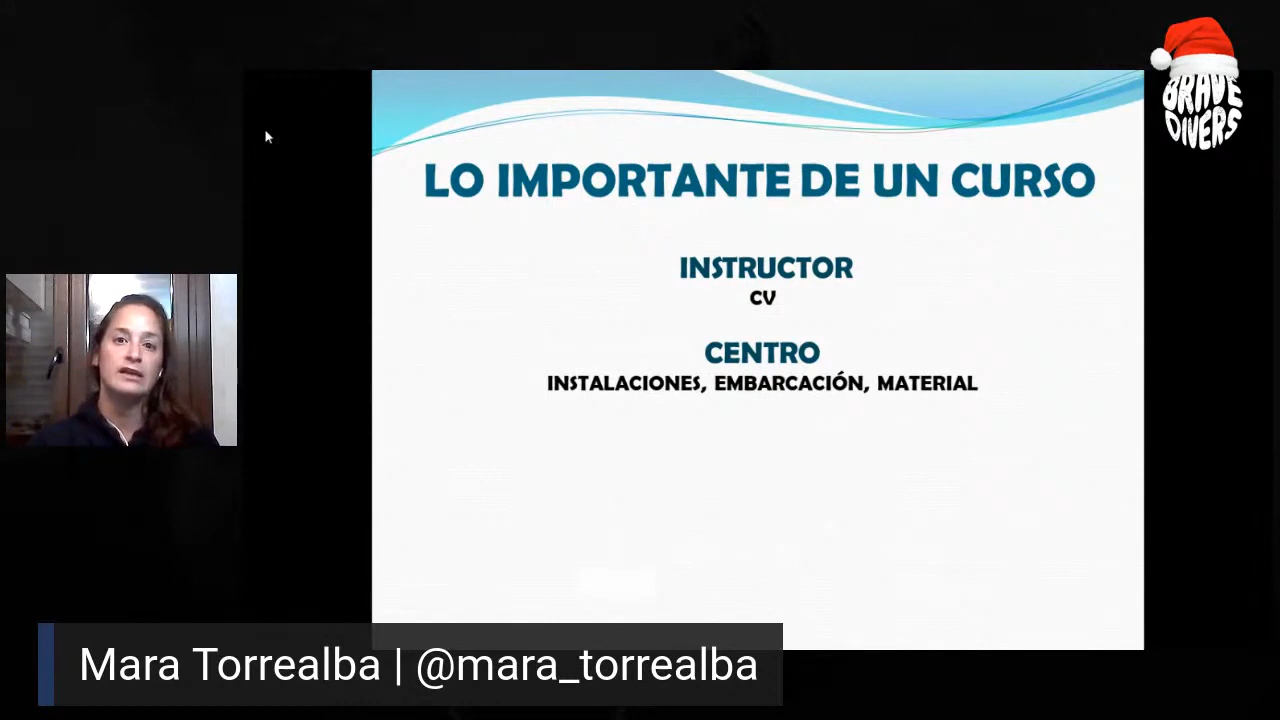 BRAVE
DIVERS
LO IMPORTANTE DE UN CURSO
INSTRUCTOR
CV
CENTRO
INSTALACIONES, EMBARCACIÓN, MATERIAL
Mara Torrealba | @mara_torrealba